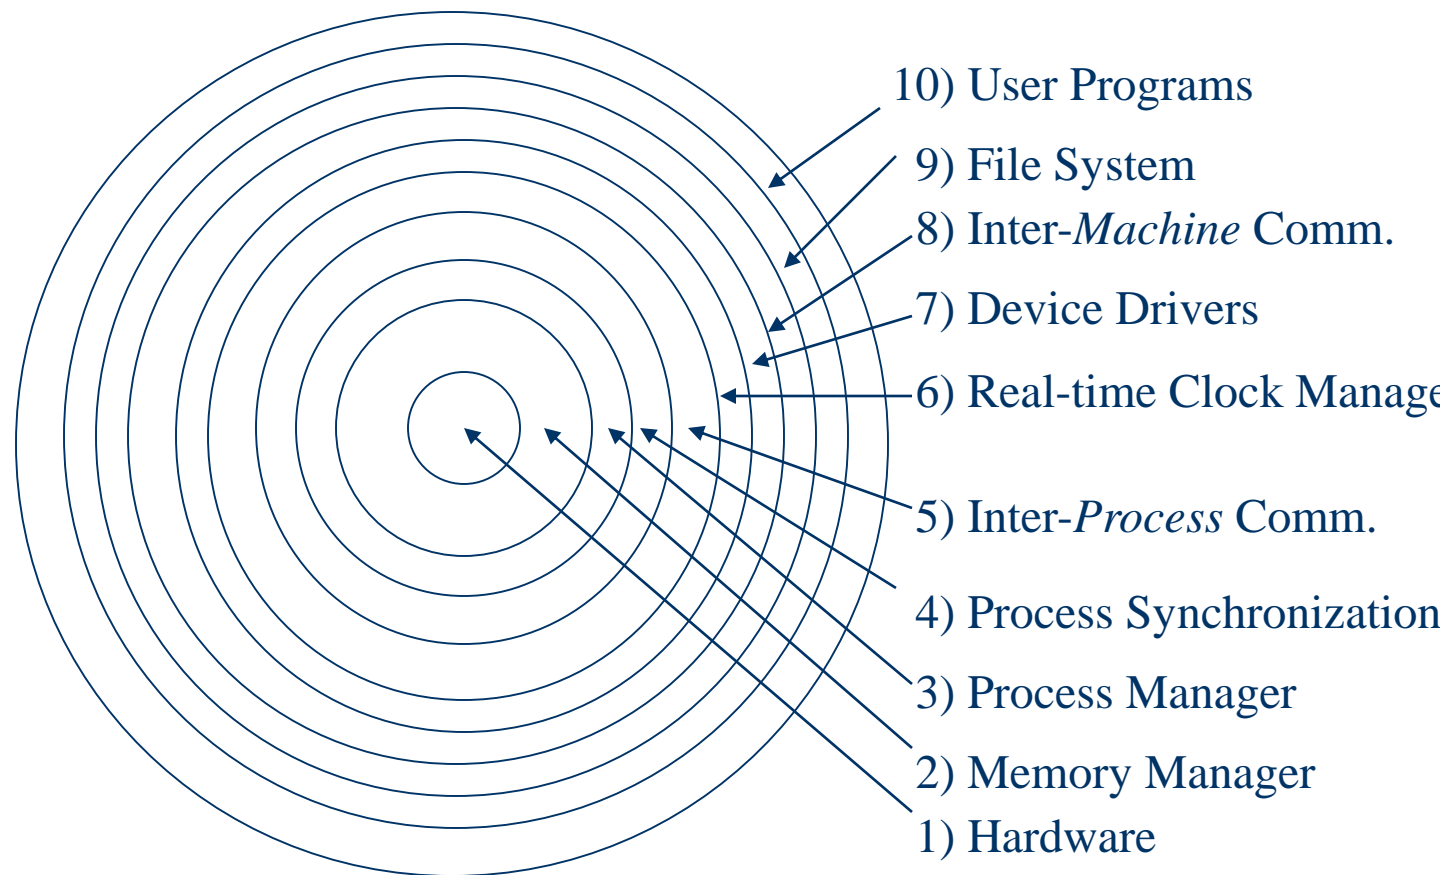 10) User Programs
9) File System
8) Inter-Machine Comm.
7) Device Drivers
6) Real-time Clock Manage
5) Inter-Process Comm.
4) Process Synchronization
3) Process Manager
2) Memory Manager
1) Hardware